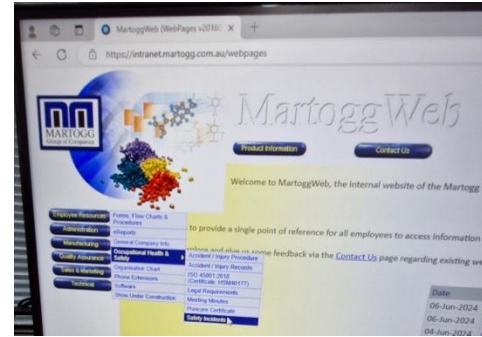 MartoggWeb (WebPages v2016
https://intranet.martogg.com.au/webpages
MARTOGG
Group of Companies
MartoggWeb
Product Information
Contact Us
Welcome to MartoggWeb, the internal website of the Martogg
Employee Resources
Administration
Manufacturing
Quality Assurance
Sales & Marketing
Technical
Forms, Flow Charts &
Procedures
eReports
General Company Info
Occupational Health &
Safety
Organisation Chart
Phone Extensions
Software
Show Under Construction
Accident / Injury Procedure
Accident / Injury Records
ISO 45001:2018
(Certificate: HSM40177)
Legal Requirements
Meeting Minutes
Plancare Certificate
Safety Incidents
to provide a single point of reference for all employees to access information
and give us some feedback via the Contact Us page regarding existing we
Date
06-Jun-2024
06-Jun-2024
04-Jun-2024